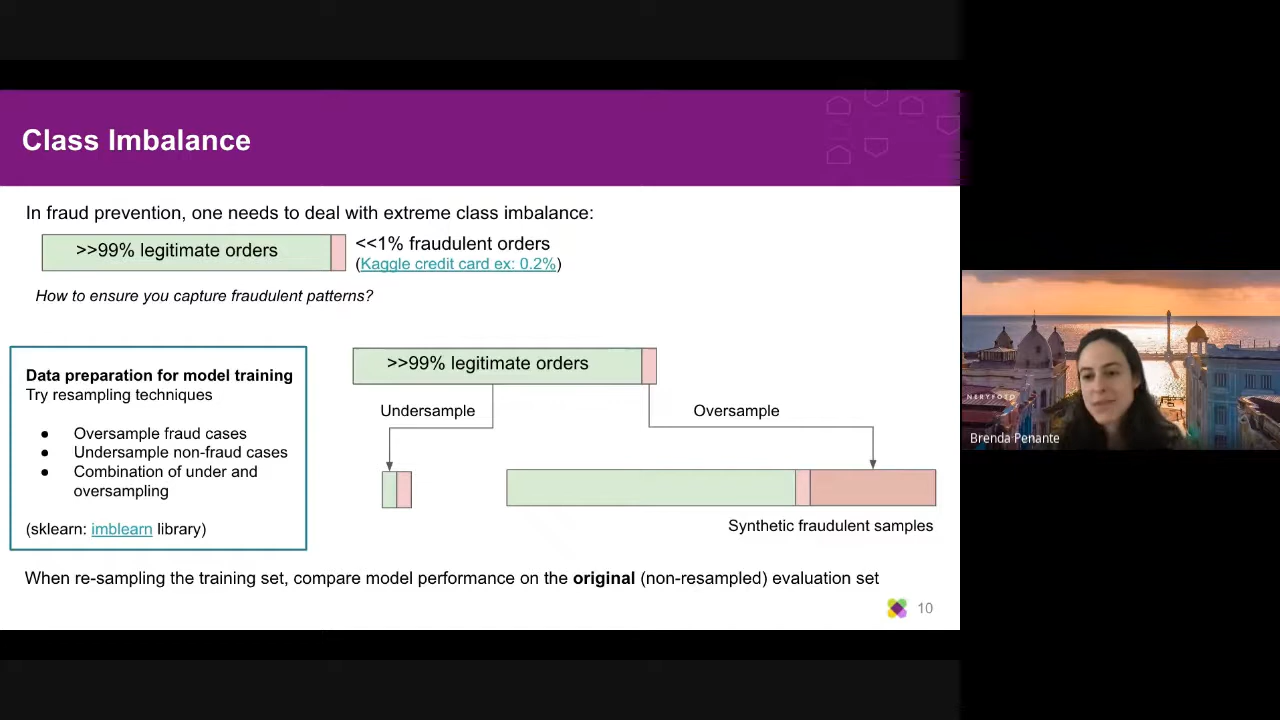 Class Imbalance
In fraud prevention, one needs to deal with extreme class imbalance:
>>99% legitimate orders
<<1% fraudulent orders
(Kaggle credit card ex: 0.2%)
How to ensure you capture fraudulent patterns?
Data preparation for model training
Try resampling techniques
● Oversample fraud cases
● Undersample non-fraud cases
● Combination of under and
oversampling
(sklearn: imblearn library)
>>99% legitimate orders
Undersample
Oversample
Synthetic fraudulent samples
When re-sampling the training set, compare model performance on the original (non-resampled) evaluation set
10
NERYFOTO
Brenda Penante